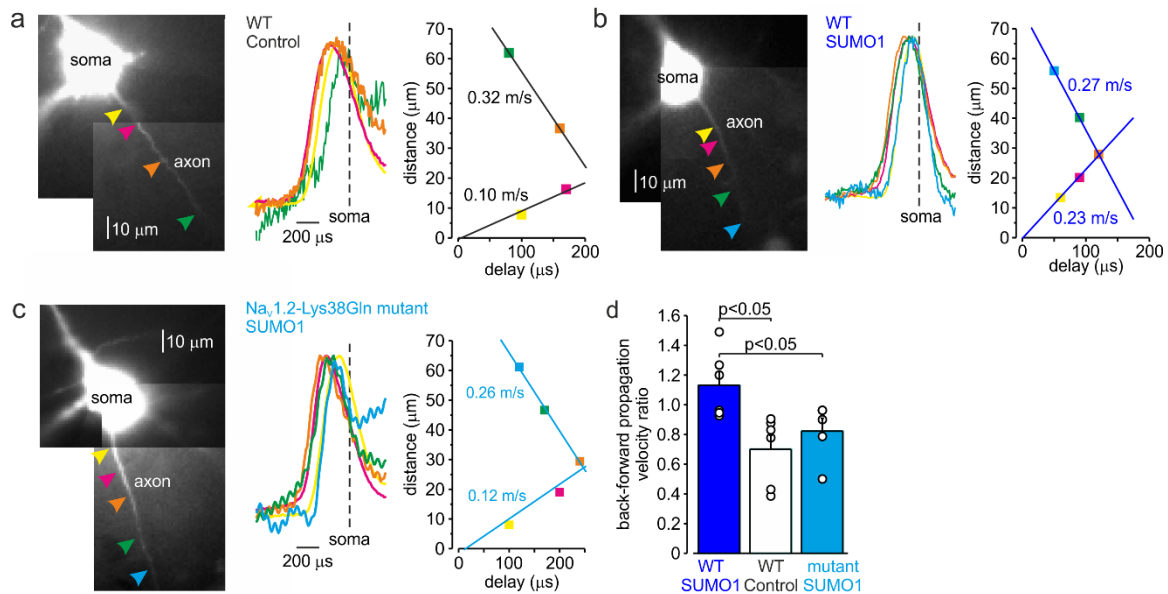 a
soma
axon
10 μm
WT
Control
soma
200 μs
distance (μm)
70
60
50
40
30
20
10
0
0.32 m/s
0.10 m/s
0
100
200
delay (μs)
b
soma
axon
10 μm
WT
SUMO1
soma
distance (μm)
70
60
50
40
30
20
10
0
0.27 m/s
0.23 m/s
0
100
200
delay (μs)
c
10 μm
soma
axon
Nav1.2-Lys38Gln mutant
SUMO1
soma
200 μs
distance (μm)
70
60
50
40
30
20
10
0
0.26 m/s
0.12 m/s
0
100
200
delay (μs)
d
back-forward propagation
velocity ratio
1.6
1.4
1.2
1.0
0.8
0.6
0.4
0.2
0
p<0.05
p<0.05
WT
SUMO1
WT
Control
mutant
SUMO1